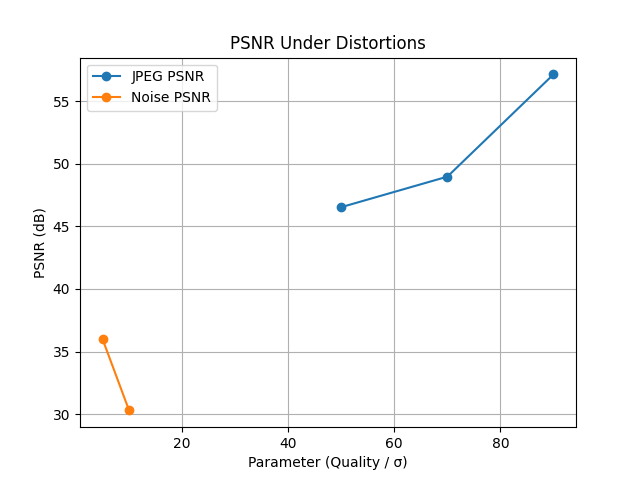 PSNR Under Distortions
JPEG PSNR
Noise PSNR
55
50
45
40
35
30
PSNR (dB)
20 40 60 80
Parameter (Quality / σ)